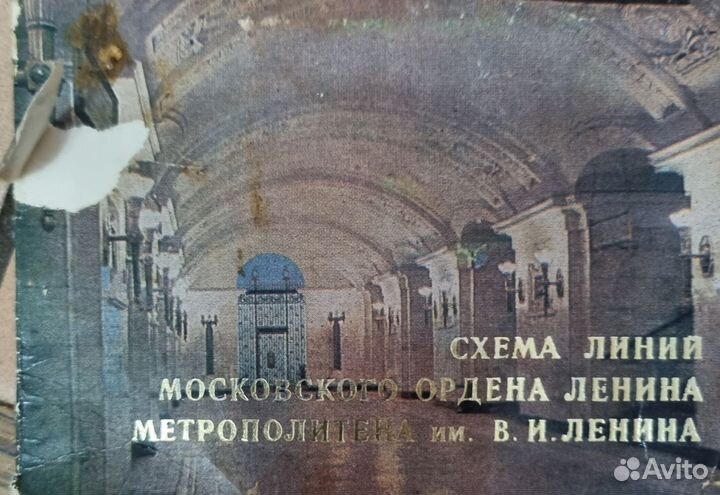 СХЕМА ЛИНИЙ
МОСКОВСКОГО ОРДЕНА ЛЕНИНА
МЕТРОПОЛИТЕНА им. В. И. ЛЕНИНА
Avito